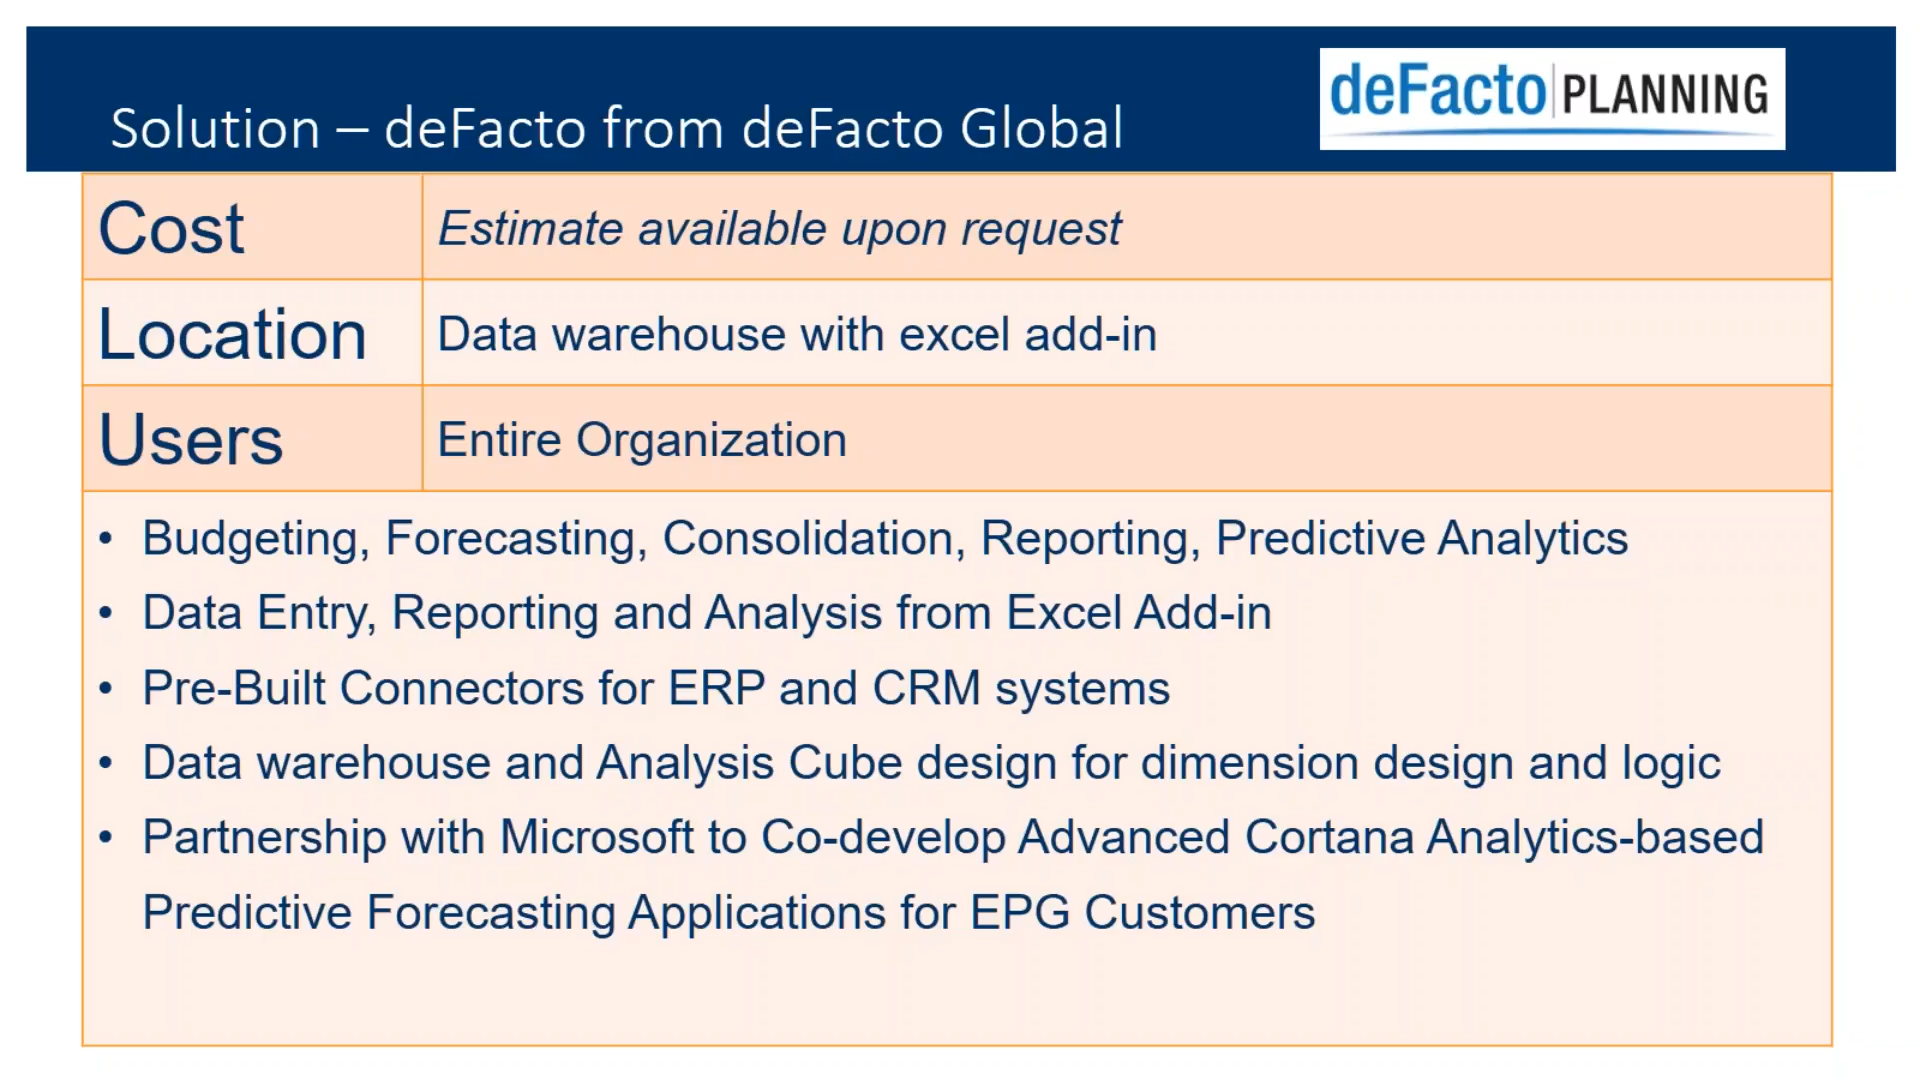 Solution – deFacto from deFacto Global
deFacto PLANNING
Cost
Estimate available upon request
Location
Data warehouse with excel add-in
Users
Entire Organization
• Budgeting, Forecasting, Consolidation, Reporting, Predictive Analytics
• Data Entry, Reporting and Analysis from Excel Add-in
• Pre-Built Connectors for ERP and CRM systems
• Data warehouse and Analysis Cube design for dimension design and logic
• Partnership with Microsoft to Co-develop Advanced Cortana Analytics-based
Predictive Forecasting Applications for EPG Customers